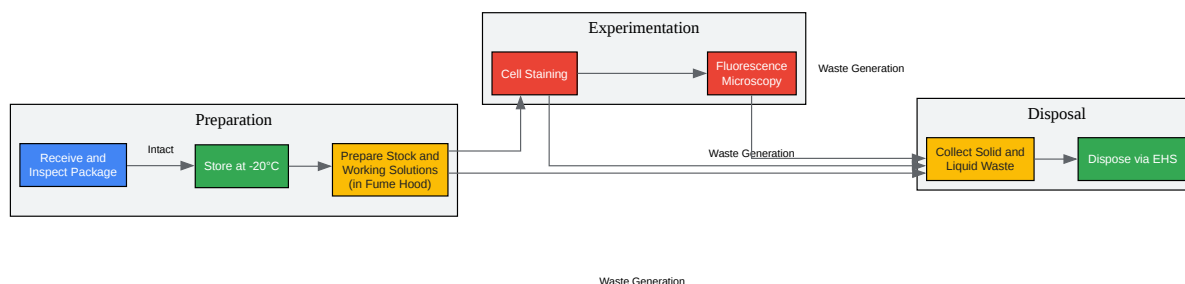 Experimentation
Cell Staining
Fluorescence
Microscopy
Waste Generation
Preparation
Receive and
Inspect Package
Intact
Store at -20°C
Prepare Stock and
Working Solutions
(in Fume Hood)
Waste Generation
Disposal
Collect Solid and
Liquid Waste
Dispose via EHS
Waste Generation